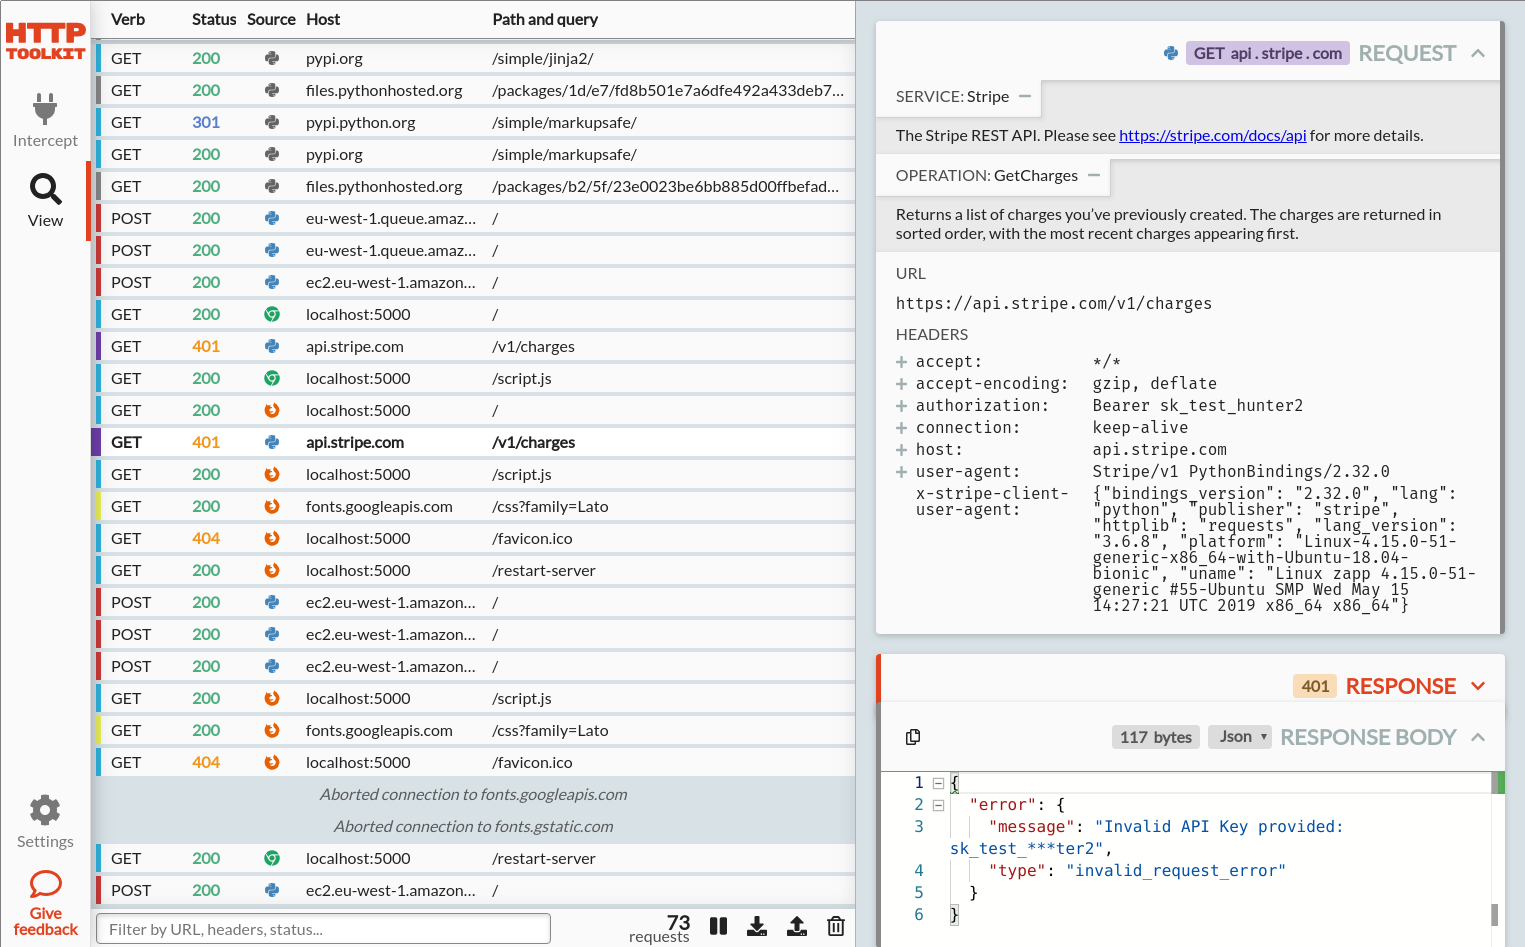 HTTP
TOOLKIT
Intercept
View
Settings
Give
feedback
Verb Status Source Host Path and query
GET 200 pypi.org /simple/jinja2/
GET 200 files.pythonhosted.org /packages/1d/e7/fd8b501e7a6dfe492a433deb7...
GET 301 pypi.python.org /simple/markupsafe/
GET 200 pypi.org /simple/markupsafe/
GET 200 files.pythonhosted.org /packages/b2/5f/23e0023be6bb885d00ffbefad...
POST 200 eu-west-1.queue.amaz... /
POST 200 eu-west-1.queue.amaz... /
POST 200 ec2.eu-west-1.amazon... /
GET 200 localhost:5000 /
GET 401 api.stripe.com /v1/charges
GET 200 localhost:5000 /script.js
GET 200 localhost:5000 /
GET 401 api.stripe.com /v1/charges
GET 200 localhost:5000 /script.js
GET 200 fonts.googleapis.com /css?family=Lato
GET 404 localhost:5000 /favicon.ico
GET 200 localhost:5000 /restart-server
POST 200 ec2.eu-west-1.amazon... /
POST 200 ec2.eu-west-1.amazon... /
POST 200 ec2.eu-west-1.amazon... /
GET 200 localhost:5000 /script.js
GET 200 fonts.googleapis.com /css?family=Lato
GET 404 localhost:5000 /favicon.ico
Aborted connection to fonts.googleapis.com
Aborted connection to fonts.gstatic.com
GET 200 localhost:5000 /restart-server
POST 200 ec2.eu-west-1.amazon... /
Filter by URL, headers, status...
73
requests
GET api.stripe.com REQUEST
SERVICE: Stripe
The Stripe REST API. Please see https://stripe.com/docs/api for more details.
OPERATION: GetCharges
Returns a list of charges you've previously created. The charges are returned in
sorted order, with the most recent charges appearing first.
URL
https://api.stripe.com/v1/charges
HEADERS
accept: */*
accept-encoding: gzip, deflate
authorization: Bearer sk_test_hunter2
connection: keep-alive
host: api.stripe.com
user-agent: Stripe/v1 PythonBindings/2.32.0
x-stripe-client- {"bindings_version": "2.32.0", "lang":
user-agent: "python", "publisher": "stripe",
"httplib": "requests", "lang_version":
"3.6.8", "platform": "Linux-4.15.0-51-
generic-x86_64-with-Ubuntu-18.04-
bionic", "uname": "Linux zapp 4.15.0-51-
generic #55-Ubuntu SMP Wed May 15
14:27:21 UTC 2019 x86_64 x86_64"}
401 RESPONSE
117 bytes Json RESPONSE BODY
1 {
2 "error": {
3 "message": "Invalid API Key provided:
sk_test_***ter2",
4 "type": "invalid_request_error"
5 }
6 }